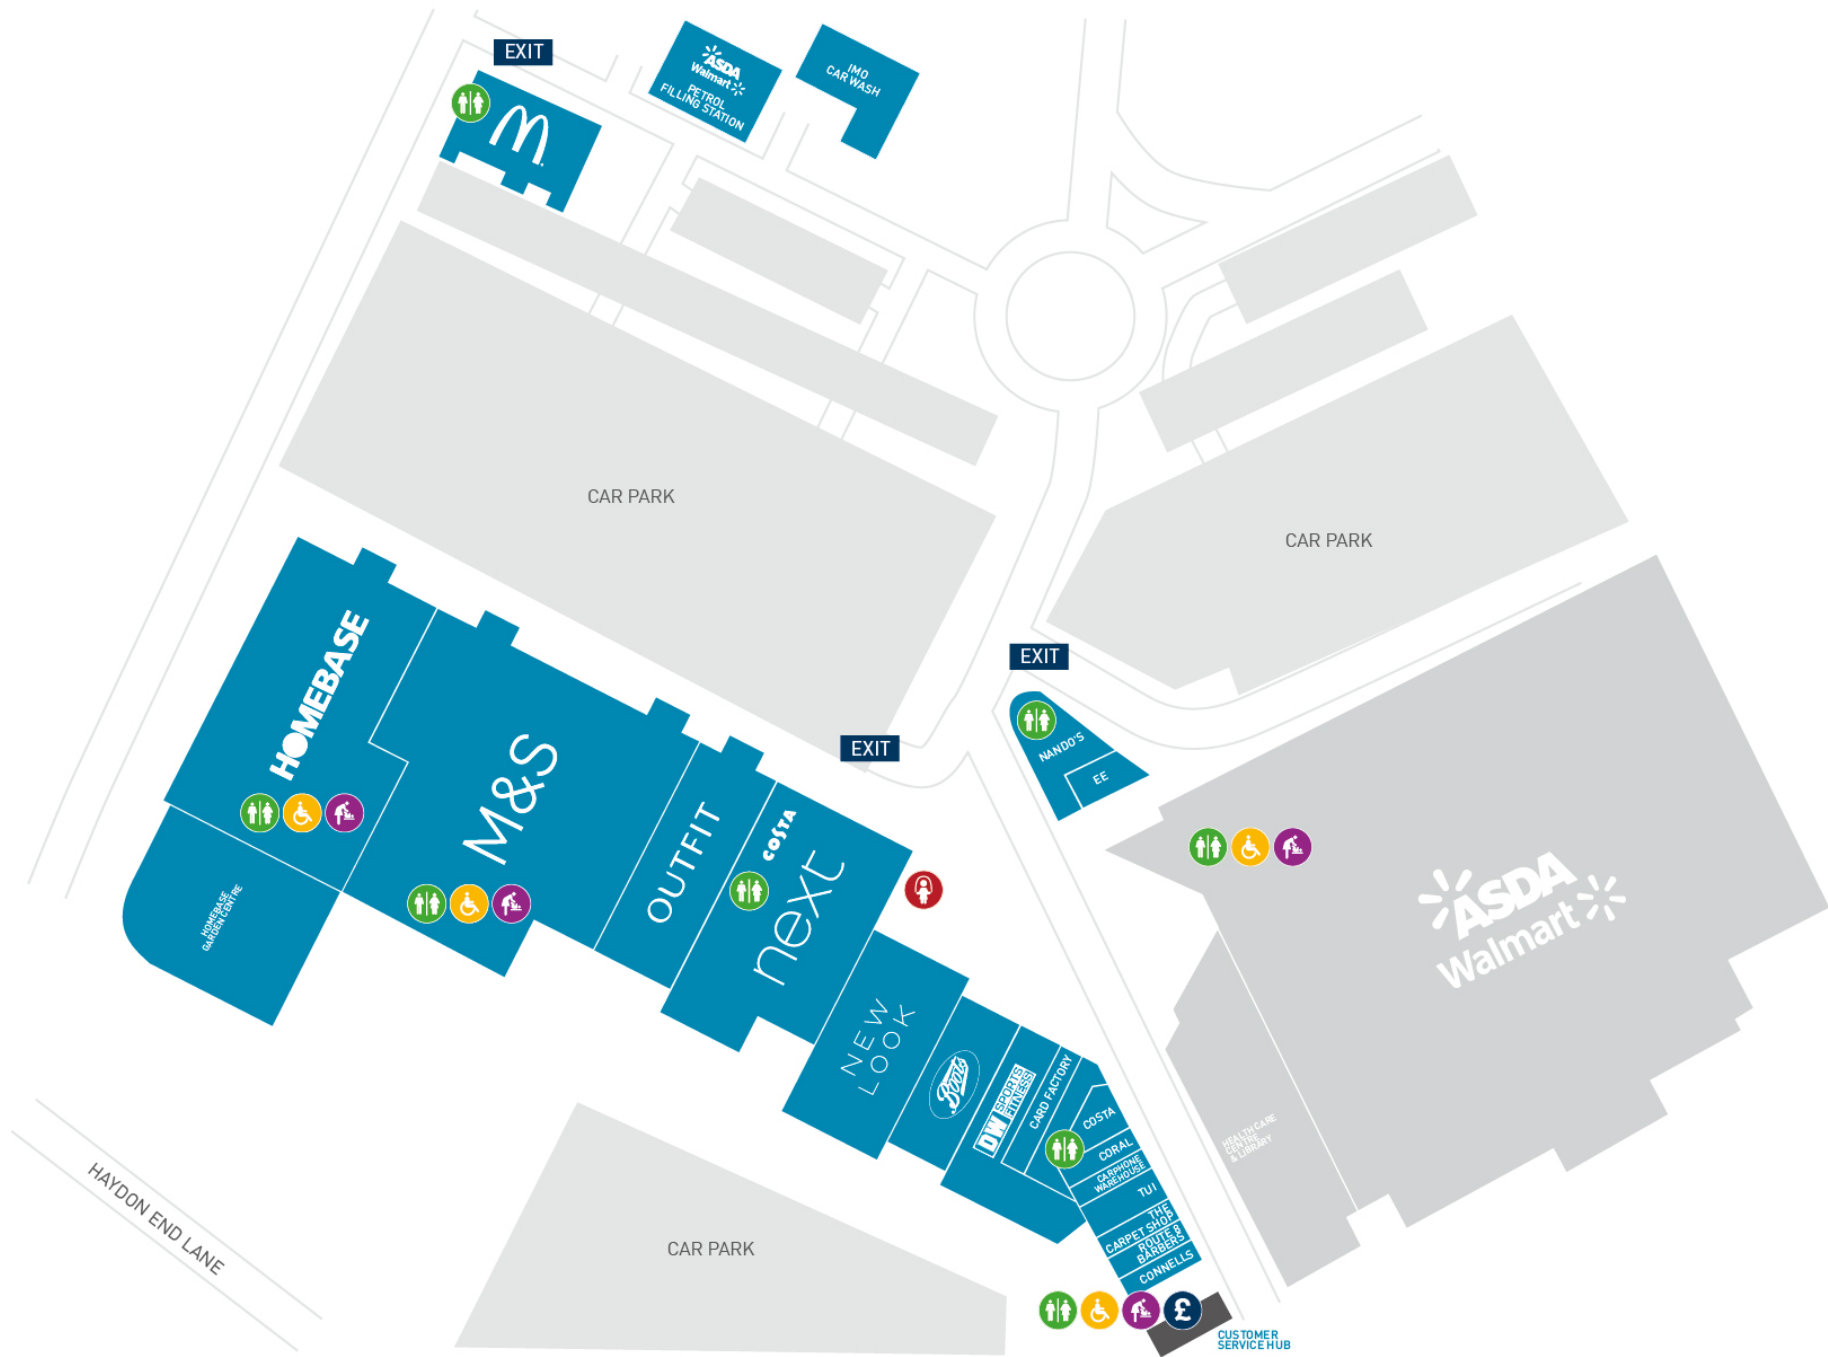 EXIT
ASDA
Walmart
PETROL
FILLING STATION
IMO
CAR WASH
M
CAR PARK
CAR PARK
EXIT
EXIT
HOMEBASE
M&S
OUTFIT
COSTA
next
NANDO'S
EE
HOMEBASE
GARDEN CENTRE
ASDA
Walmart
NEW
LOOK
Boots
DW SPORTS
FITNESS
CARD FACTORY
COSTA
CORAL
CARPHONE
WAREHOUSE
TUI
THE
CARPET SHOP
ROUTE 8
BARBERS
CONNELLS
HEALTH CARE
CENTRE
& LIBRARY
HAYDON END LANE
CAR PARK
£
CUSTOMER
SERVICE HUB